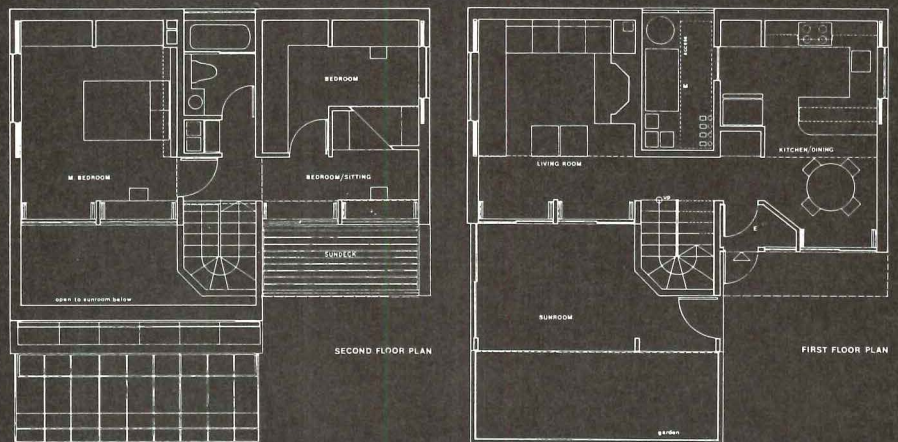 BEDROOM
M. BEDROOM
BEDROOM/SITTING
SUNDECK
open to sunroom below
SECOND FLOOR PLAN
M
LIVING ROOM
KITCHEN/DINING
UP
E
SUNROOM
FIRST FLOOR PLAN
garden